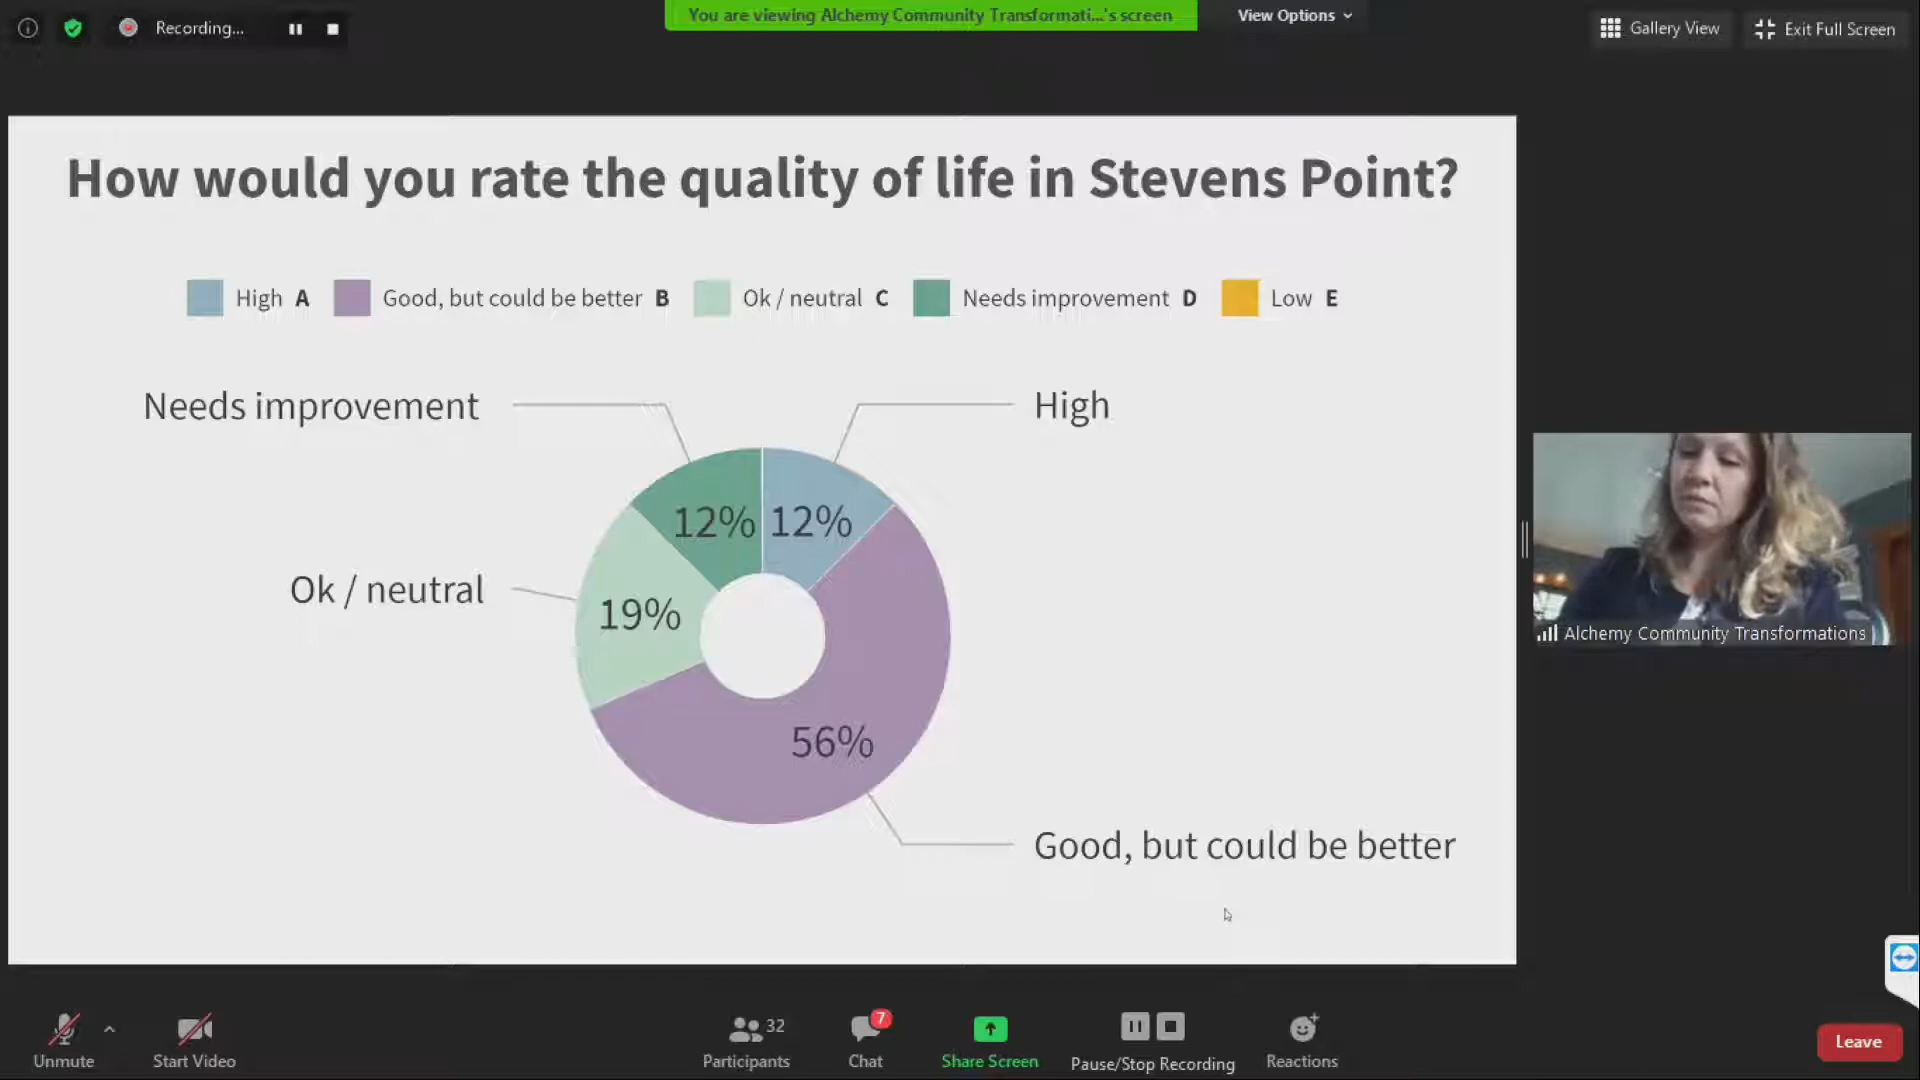 Recording...
You are viewing Alchemy Community Transformati...'s screen
View Options
Gallery View
Exit Full Screen
How would you rate the quality of life in Stevens Point?
High A Good, but could be better B Ok / neutral C Needs improvement D Low E
Needs improvement
High
12% 12%
Ok / neutral
19%
56%
Good, but could be better
Alchemy Community Transformations
Unmute
Start Video
32
Participants
7
Chat
Share Screen
Pause/Stop Recording
Reactions
Leave